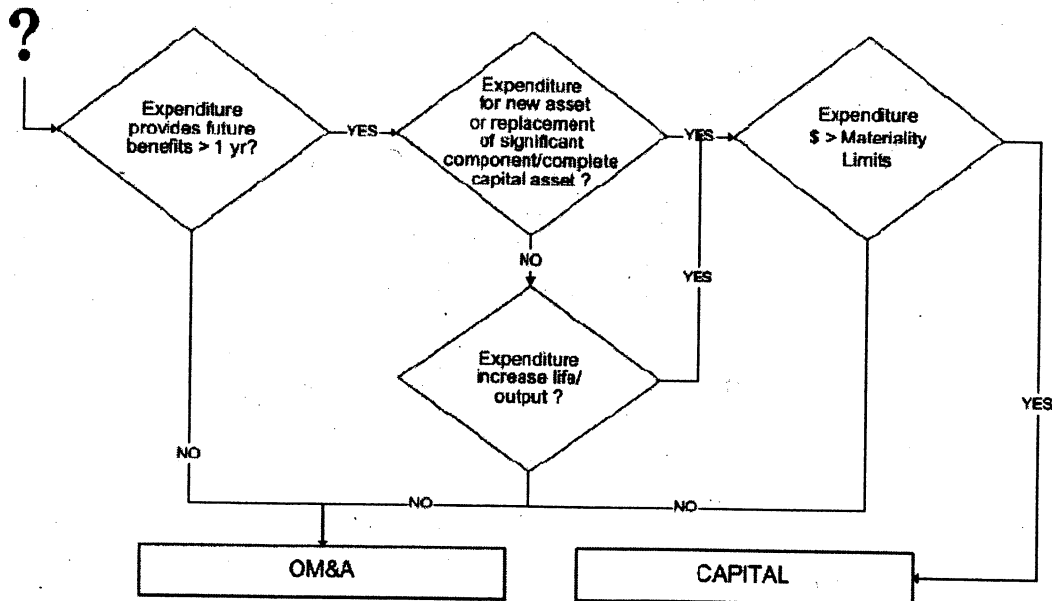 ?
Expenditure
provides future
benefits > 1 yr?
YES
Expenditure
for new asset
or replacement
of significant
component/complete
capital asset ?
YES
Expenditure
$ > Materiality
Limits
NO
YES
Expenditure
increase life/
output ?
YES
NO
NO
NO
OM&A
CAPITAL